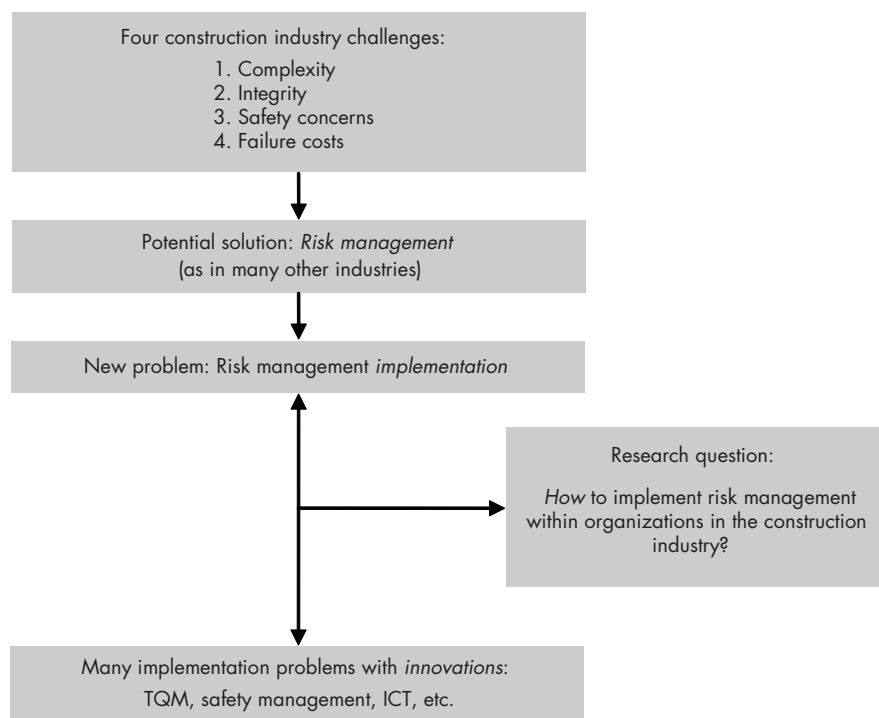 Four construction industry challenges:
1. Complexity
2. Integrity
3. Safety concerns
4. Failure costs
Potential solution: Risk management
(as in many other industries)
New problem: Risk management implementation
Research question:
How to implement risk management
within organizations in the construction
industry?
Many implementation problems with innovations:
TQM, safety management, ICT, etc.